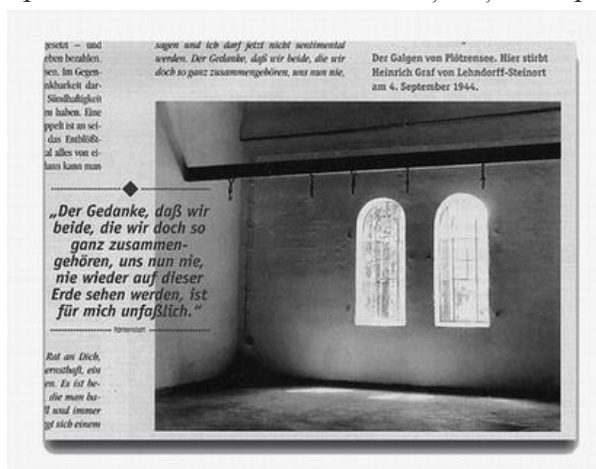 gesetzt – und
eben bezahlen.
sen. Im Gegen-
nkbarkeit dar-
Sündhaftigkeit
n haben. Eine
ppelt ist an sei-
das Entblößt-
al alles von ei-
dann kann man
sagen und ich darf jetzt nicht sentimental
werden. Der Gedanke, daß wir beide, die wir
doch so ganz zusammengehören, uns nun nie,
Der Galgen von Plötzensee. Hier stirbt
Heinrich Graf von Lehndorff-Steinort
am 4. September 1944.
„Der Gedanke, daß wir
beide, die wir doch so
ganz zusammen-
gehören, uns nun nie,
nie wieder auf dieser
Erde sehen werden, ist
für mich unfaßlich.“
Rat an Dich,
ernsthaft, ein
en. Es ist be-
die man ha-
ll und immer
gt sich einem